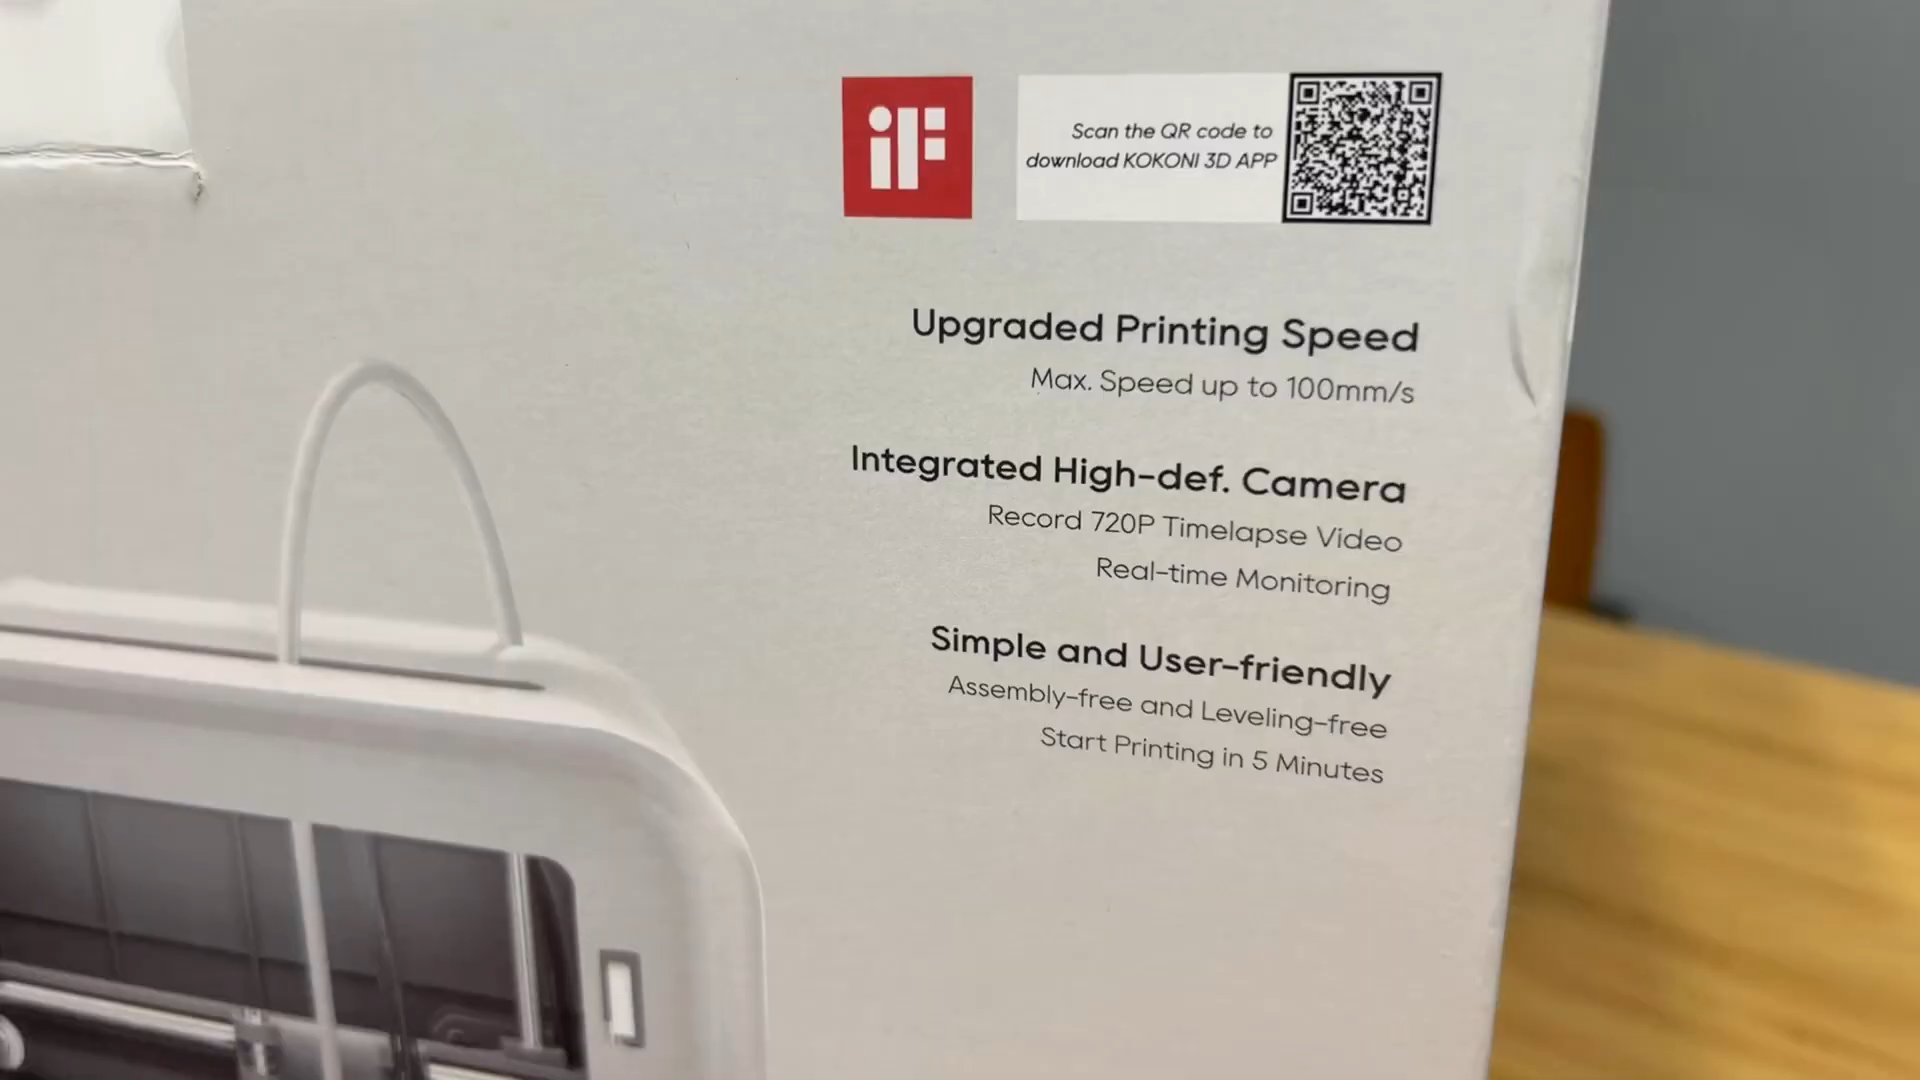 iF
Scan the QR code to
download KOKONI 3D APP
Upgraded Printing Speed
Max. Speed up to 100mm/s
Integrated High-def. Camera
Record 720P Timelapse Video
Real-time Monitoring
Simple and User-friendly
Assembly-free and Leveling-free
Start Printing in 5 Minutes